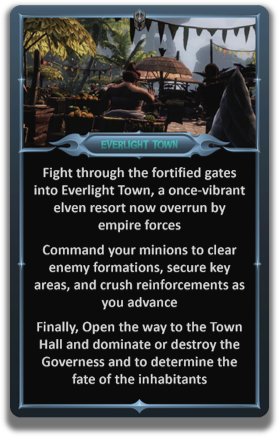 EVERLIGHT TOWN
Fight through the fortified gates
into Everlight Town, a once-vibrant
elven resort now overrun by
empire forces
Command your minions to clear
enemy formations, secure key
areas, and crush reinforcements as
you advance
Finally, Open the way to the Town
Hall and dominate or destroy the
Governess and to determine the
fate of the inhabitants